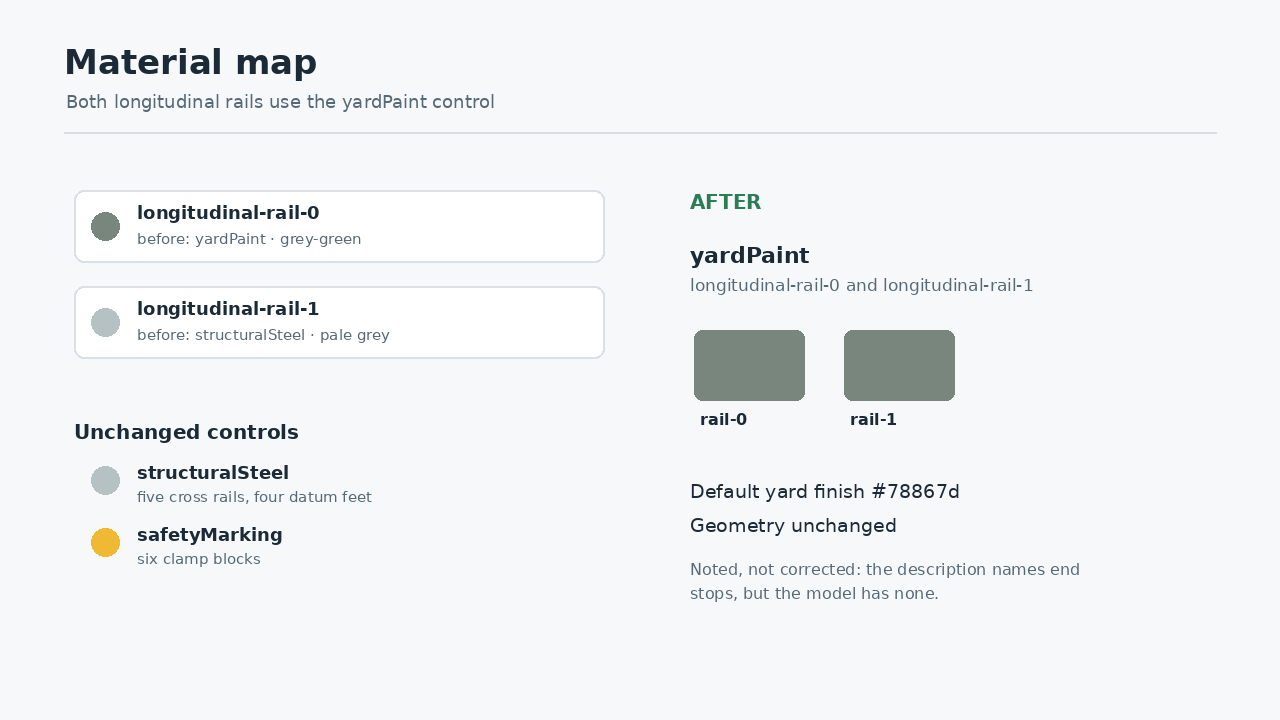 Material map
Both longitudinal rails use the yardPaint control
longitudinal-rail-0
before: yardPaint · grey-green
longitudinal-rail-1
before: structuralSteel · pale grey
Unchanged controls
structuralSteel
five cross rails, four datum feet
safetyMarking
six clamp blocks
AFTER
yardPaint
longitudinal-rail-0 and longitudinal-rail-1
rail-0
rail-1
Default yard finish #78867d
Geometry unchanged
Noted, not corrected: the description names end
stops, but the model has none.